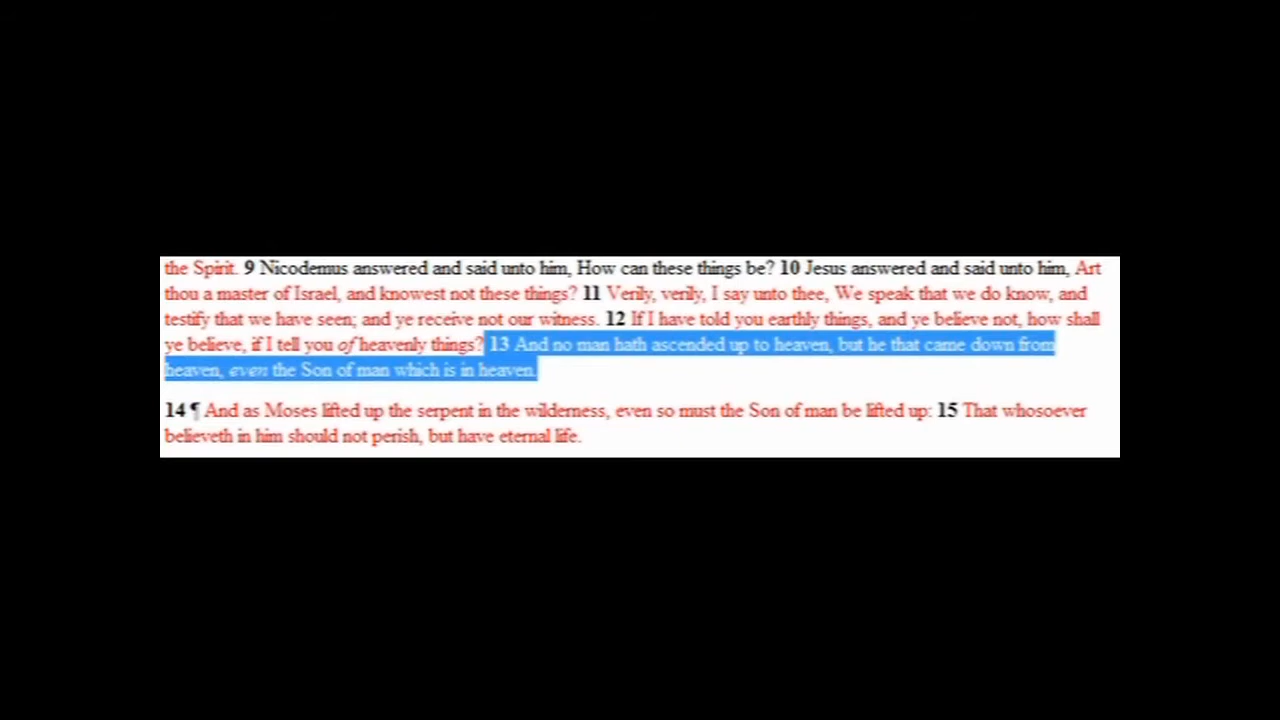 the Spirit. 9 Nicodemus answered and said unto him, How can these things be? 10 Jesus answered and said unto him, Art
thou a master of Israel, and knowest not these things? 11 Verily, verily, I say unto thee, We speak that we do know, and
testify that we have seen; and ye receive not our witness. 12 If I have told you earthly things, and ye believe not, how shall
ye believe, if I tell you of heavenly things? 13 And no man hath ascended up to heaven, but he that came down from
heaven, even the Son of man which is in heaven.
14 ¶ And as Moses lifted up the serpent in the wilderness, even so must the Son of man be lifted up: 15 That whosoever
believeth in him should not perish, but have eternal life.